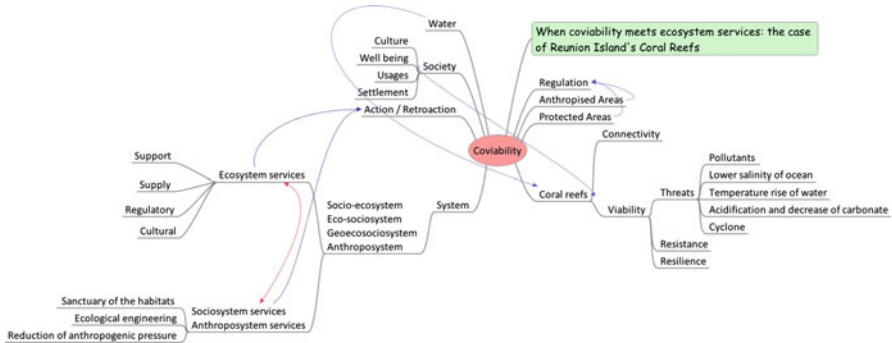 Water
When coviability meets ecosystem services: the case
of Reunion Island's Coral Reefs
Culture
Well being
Usages
Settlement
Society
Action / Retroaction
Regulation
Anthropised Areas
Protected Areas
Coviability
Connectivity
Coral reefs
Viability
Pollutants
Lower salinity of ocean
Threats
Temperature rise of water
Acidification and decrease of carbonate
Cyclone
Resistance
Resilience
Support
Supply
Regulatory
Cultural
Ecosystem services
Socio-ecosystem
Eco-sociosystem
Geoecosociosystem
Anthroposystem
System
Sanctuary of the habitats
Ecological engineering
Reduction of anthropogenic pressure
Sociosystem services
Anthroposystem services